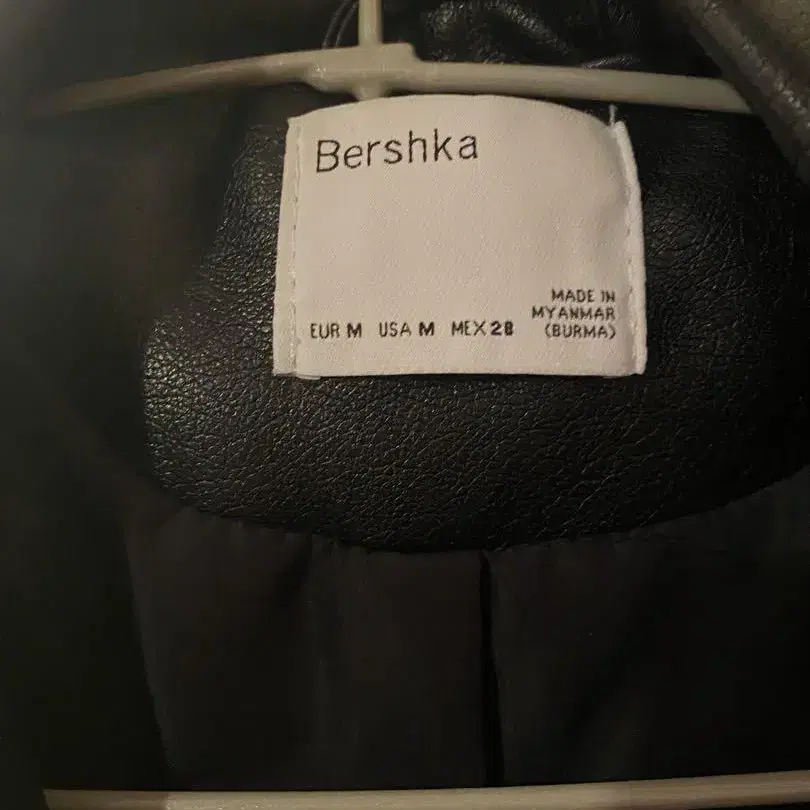 Bershka
MADE IN
MYANMAR
(BURMA)
EUR M USA M MEX 28